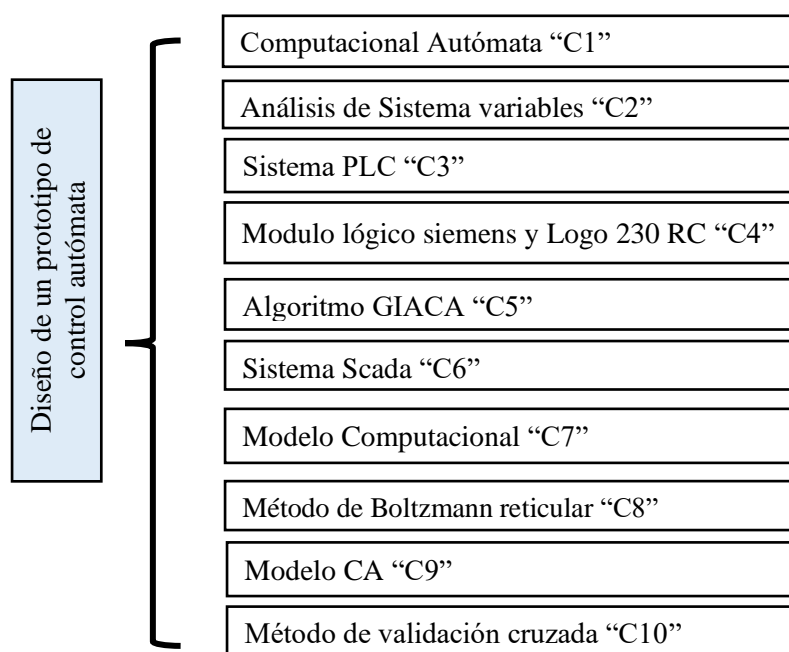 Diseño de un prototipo de
control autómata
Computacional Autómata “C1”
Análisis de Sistema variables “C2”
Sistema PLC “C3”
Modulo lógico siemens y Logo 230 RC “C4”
Algoritmo GIACA “C5”
Sistema Scada “C6”
Modelo Computacional “C7”
Método de Boltzmann reticular “C8”
Modelo CA “C9”
Método de validación cruzada “C10”